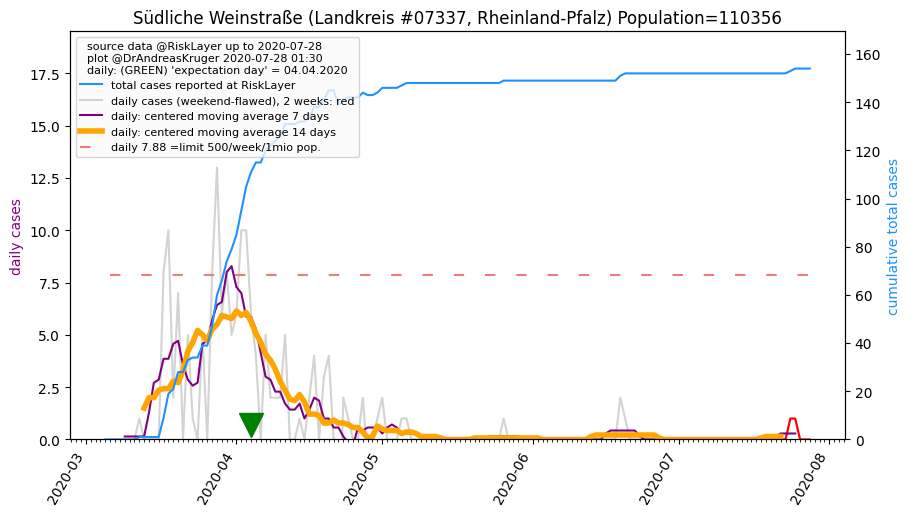 Südliche Weinstraße (Landkreis #07337, Rheinland-Pfalz) Population=110356
source data @RiskLayer up to 2020-07-28
plot @DrAndreasKruger 2020-07-28 01:30
daily: (GREEN) 'expectation day' = 04.04.2020
total cases reported at RiskLayer
daily cases (weekend-flawed), 2 weeks: red
daily: centered moving average 7 days
daily: centered moving average 14 days
daily 7.88 =limit 500/week/1mio pop.
daily cases
17.5
15.0
12.5
10.0
7.5
5.0
2.5
0.0
cumulative total cases
160
140
120
100
80
60
40
20
0
2020-03
2020-04
2020-05
2020-06
2020-07
2020-08